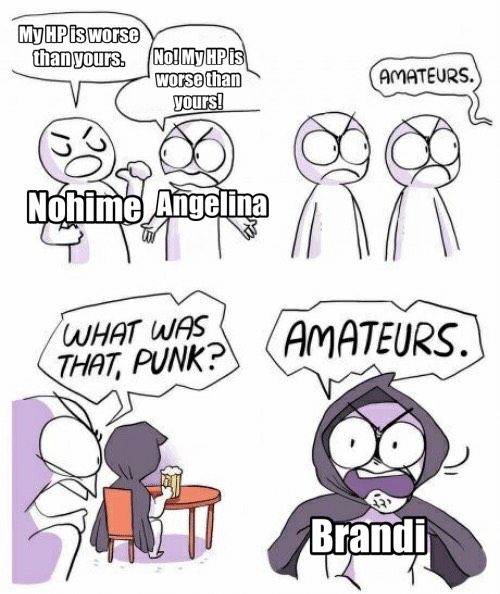 My HP is worse
than yours.
No! My HP is
worse than
yours!
Nohime
Angelina
AMATEURS.
WHAT WAS
THAT, PUNK?
AMATEURS.
Brandi